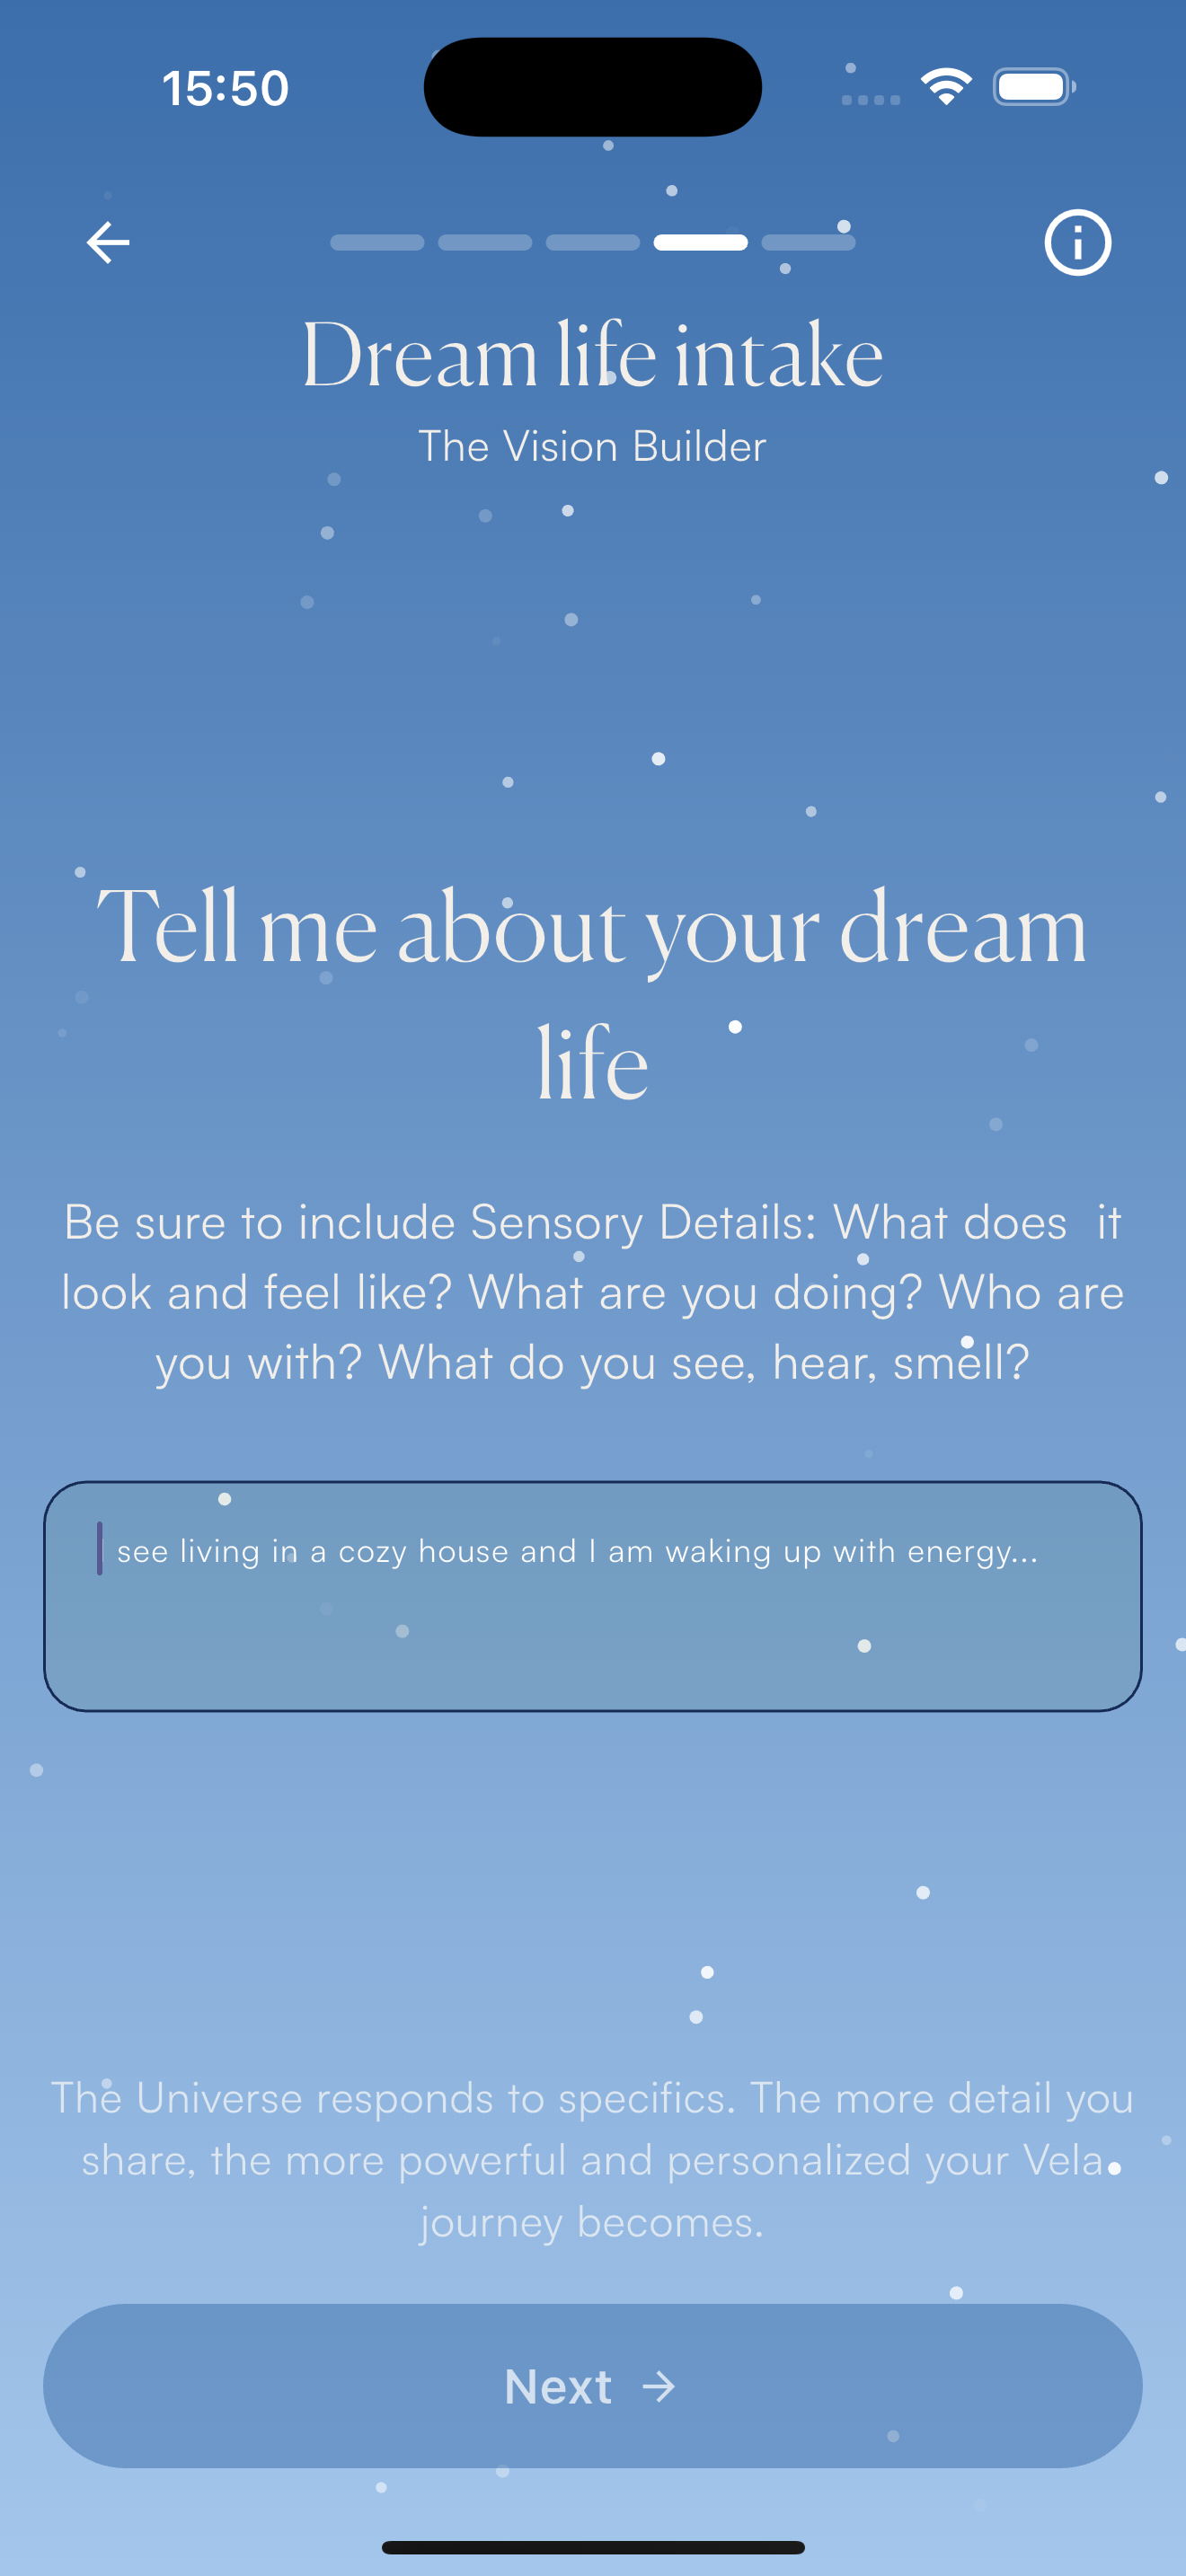 15:50
Dream life intake
The Vision Builder
Tell me about your dream
life
Be sure to include Sensory Details: What does  it
look and feel like? What are you doing? Who are
you with? What do you see, hear, smell?
see living in a cozy house and I am waking up with energy...
The Universe responds to specifics. The more detail you
share, the more powerful and personalized your Vela
journey becomes.
Next →